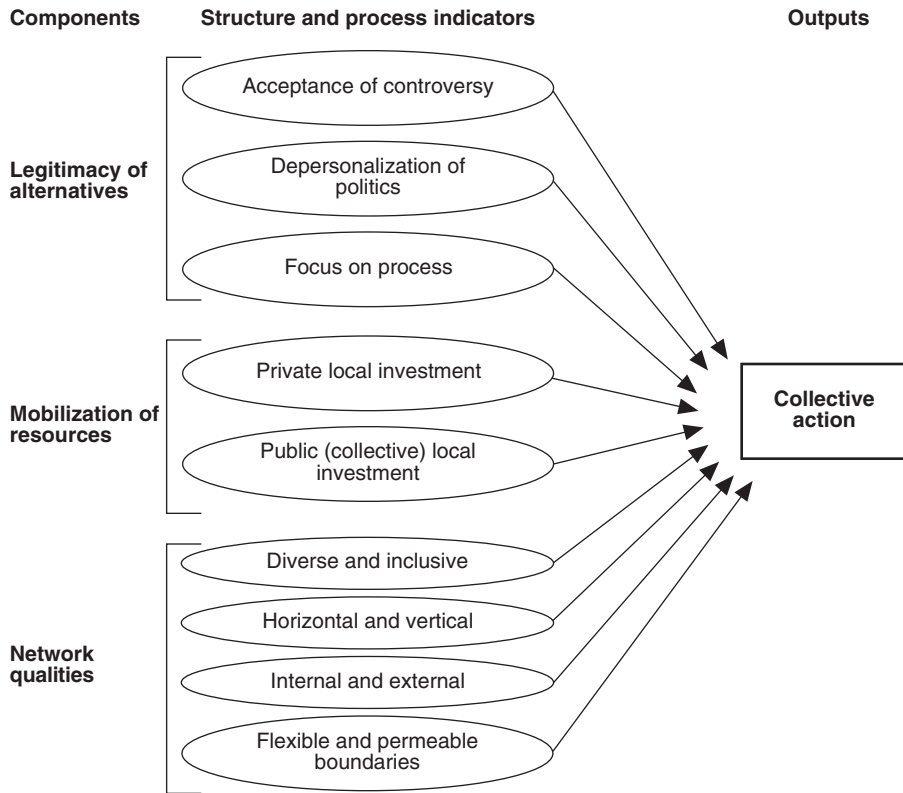 Components
Structure and process indicators
Outputs
Legitimacy of
alternatives
Acceptance of controversy
Depersonalization of
politics
Focus on process
Mobilization of
resources
Private local investment
Public (collective) local
investment
Network
qualities
Diverse and inclusive
Horizontal and vertical
Internal and external
Flexible and permeable
boundaries
Collective
action